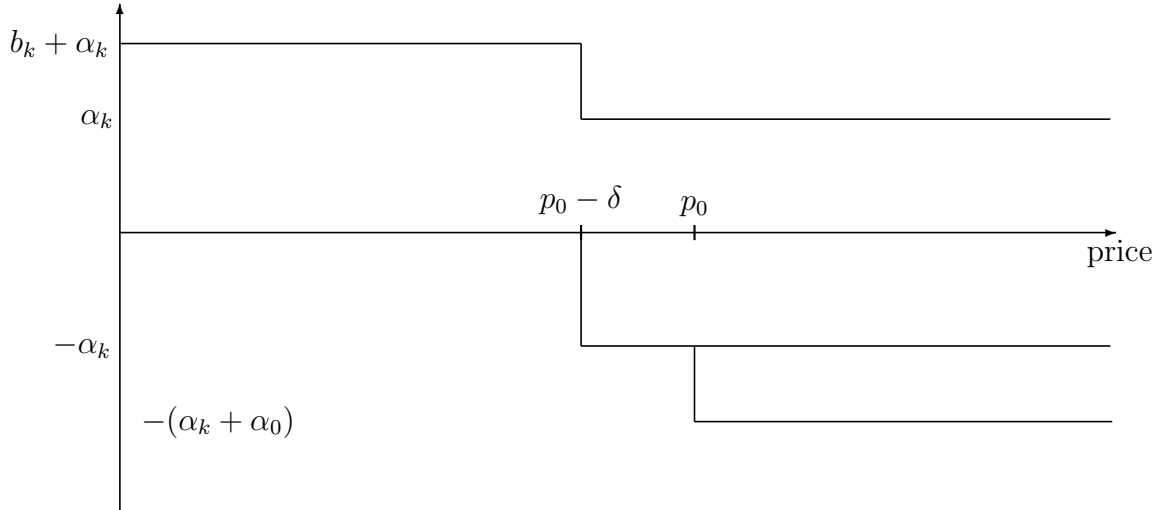 b_k + α_k
α_k
p_0 − δ
p_0
price
−α_k
−(α_k + α_0)